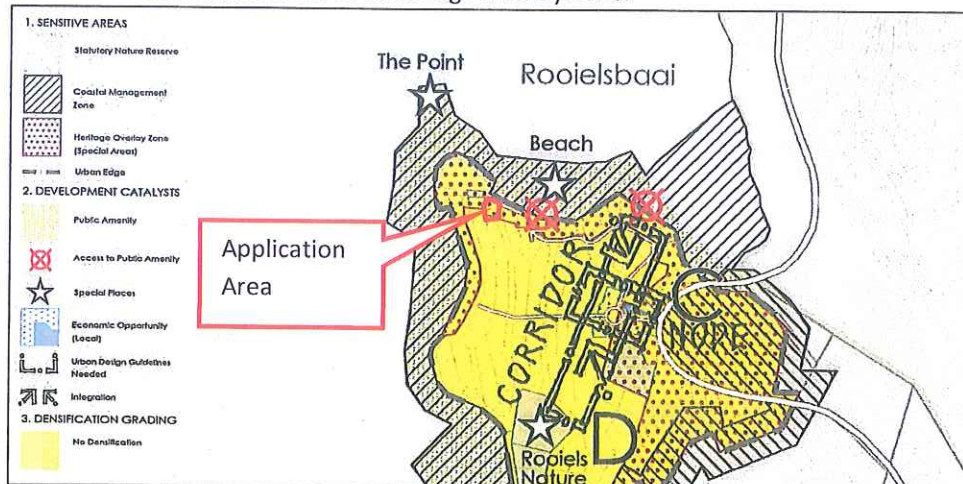 1. SENSITIVE AREAS
Statutory Nature Reserve
Coastal Management
Zone
Heritage Overlay Zone
(Special Areas)
Urban Edge
2. DEVELOPMENT CATALYSTS
Public Amenity
Access to Public Amenity
Special Places
Economic Opportunity
(Local)
Urban Design Guidelines
Needed
Integration
3. DENSIFICATION GRADING
No Densification
The Point
Rooielsbaai
Beach
Application
Area
CORRIDOR
C
NODE
D
Rooiels
Nature